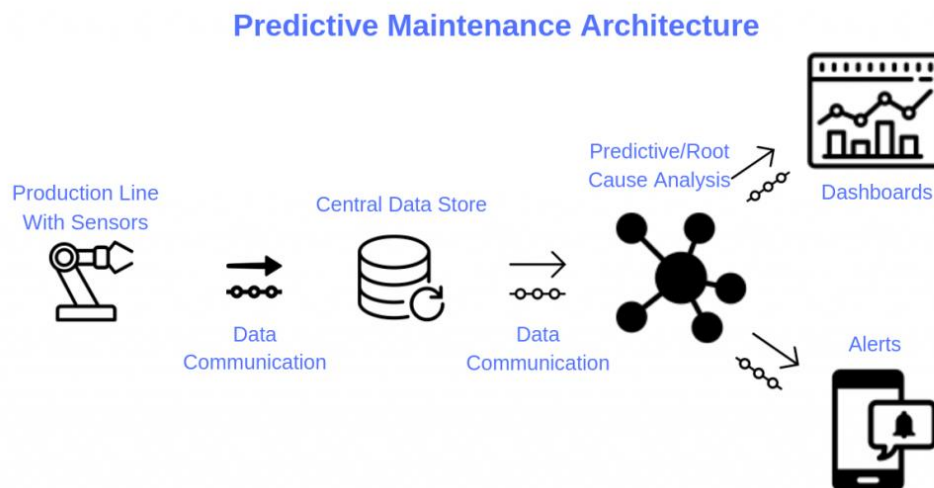 Predictive Maintenance Architecture
Production Line
With Sensors
Data
Communication
Central Data Store
Data
Communication
Predictive/Root
Cause Analysis
Dashboards
Alerts